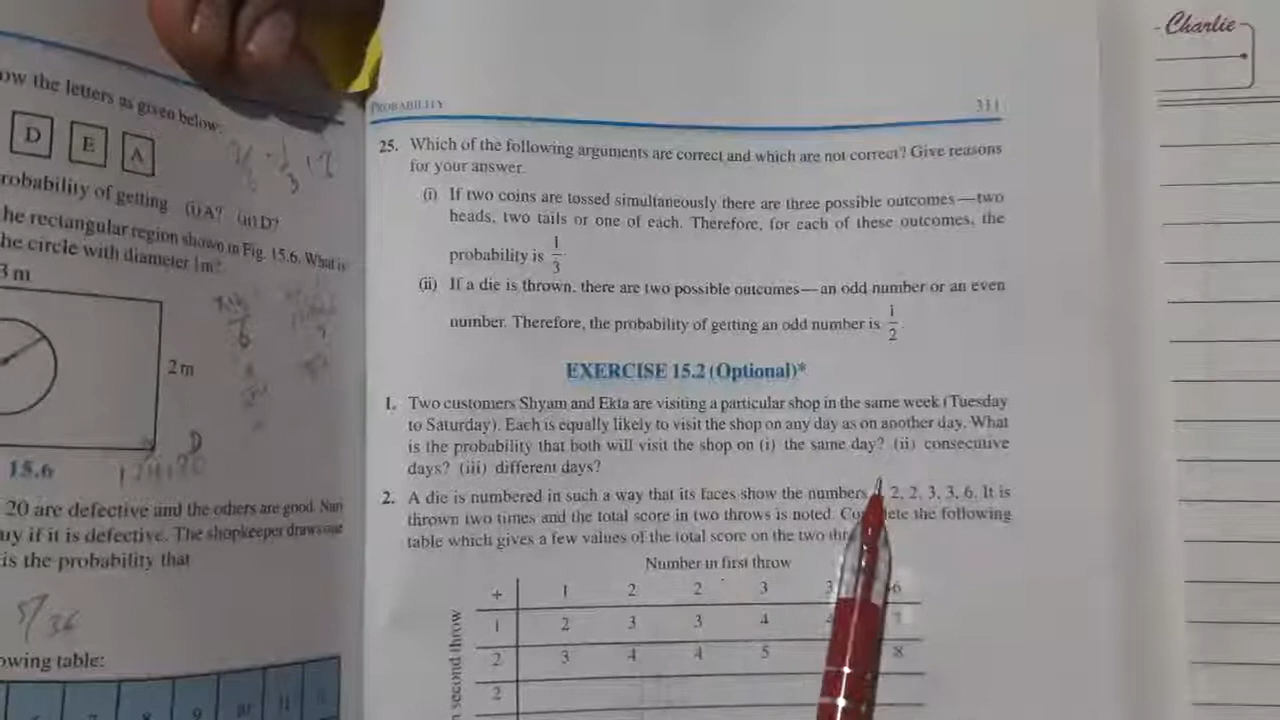 ow the letters as given below:
D E A
robability of getting (i) A? (ii) D?
he rectangular region shown in Fig. 15.6. What is
he circle with diameter 1m?
3 m
2 m
15.6
20 are defective and the others are good. Nuri
uy if it is defective. The shopkeeper draws one
is the probability that
5/36
owing table:
PROBABILITY 311
25. Which of the following arguments are correct and which are not correct? Give reasons
for your answer.
(i) If two coins are tossed simultaneously there are three possible outcomes—two
heads, two tails or one of each. Therefore, for each of these outcomes, the
probability is 1/3.
(ii) If a die is thrown, there are two possible outcomes—an odd number or an even
number. Therefore, the probability of getting an odd number is 1/2.
EXERCISE 15.2 (Optional)*
1. Two customers Shyam and Ekta are visiting a particular shop in the same week (Tuesday
to Saturday). Each is equally likely to visit the shop on any day as on another day. What
is the probability that both will visit the shop on (i) the same day? (ii) consecutive
days? (iii) different days?
2. A die is numbered in such a way that its faces show the numbers 2, 2, 3, 3, 6. It is
thrown two times and the total score in two throws is noted. the following
table which gives a few values of the total score on the two
Number in first throw
+ 1 2 2 3 3 6
1 2 3 3 4 7
2 3 4 4 5 8
2
second throw
Charlie